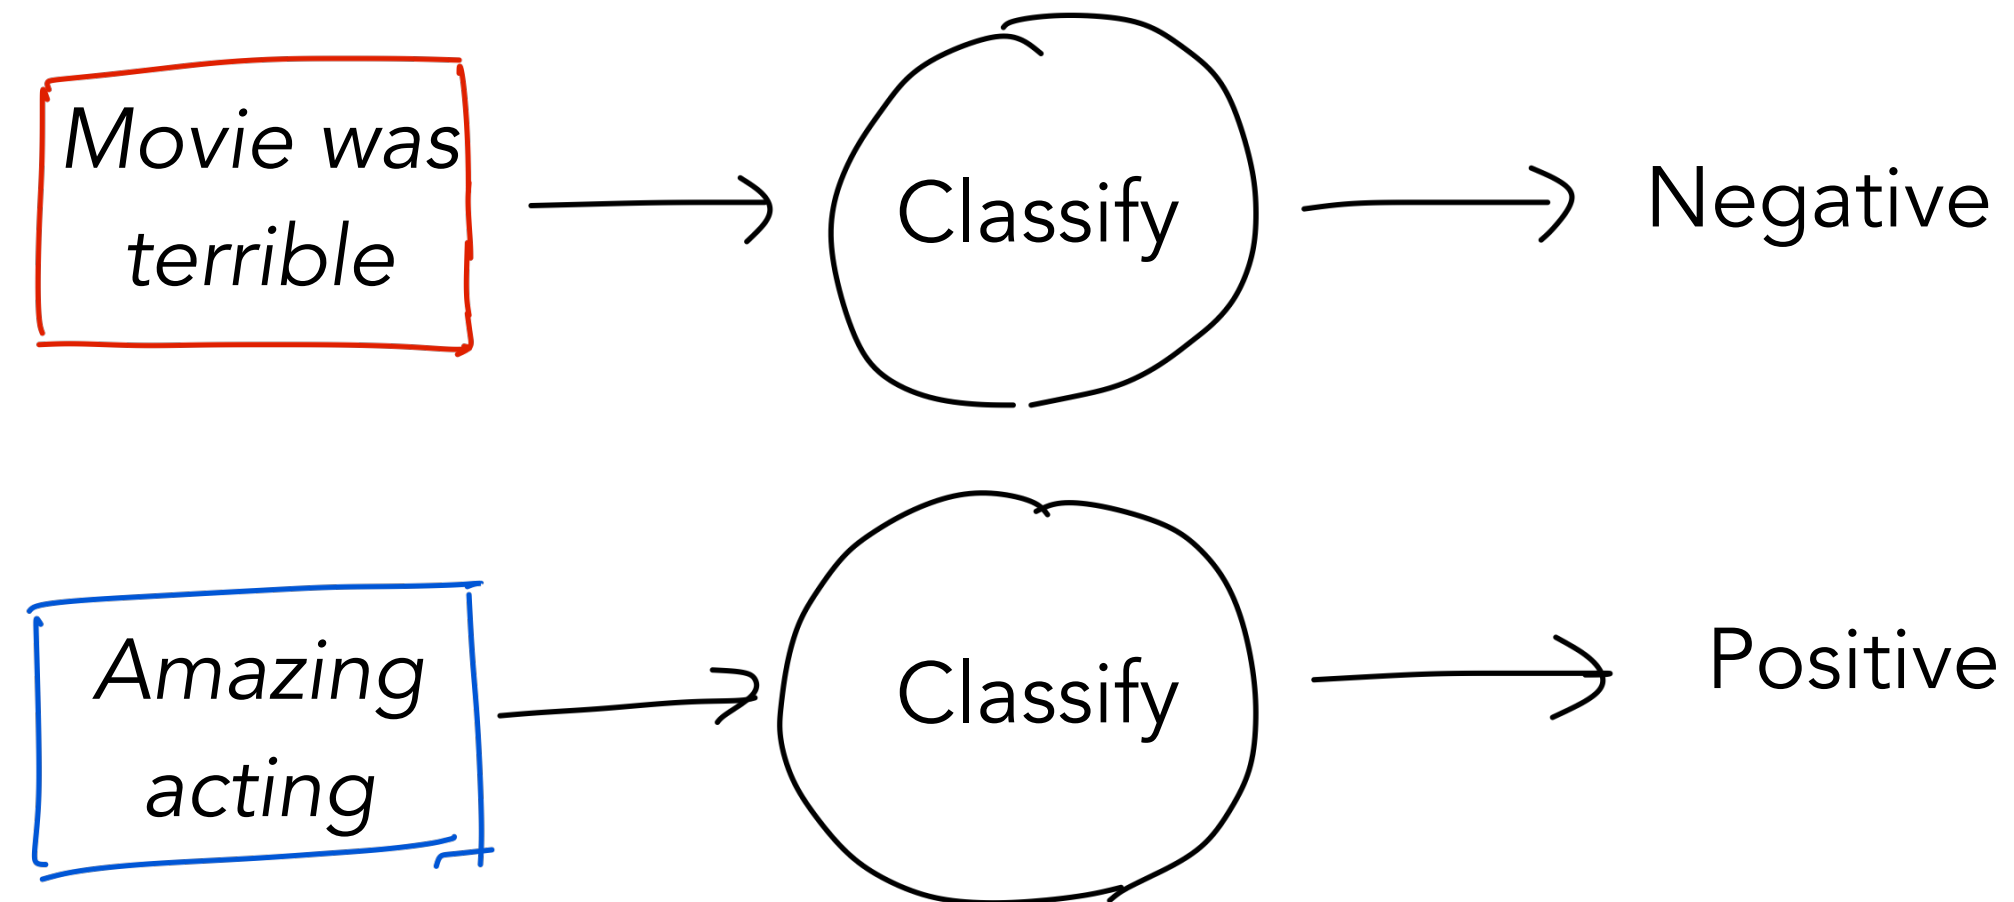 Movie was
terrible
Classify
Negative
Amazing
acting
Classify
Positive